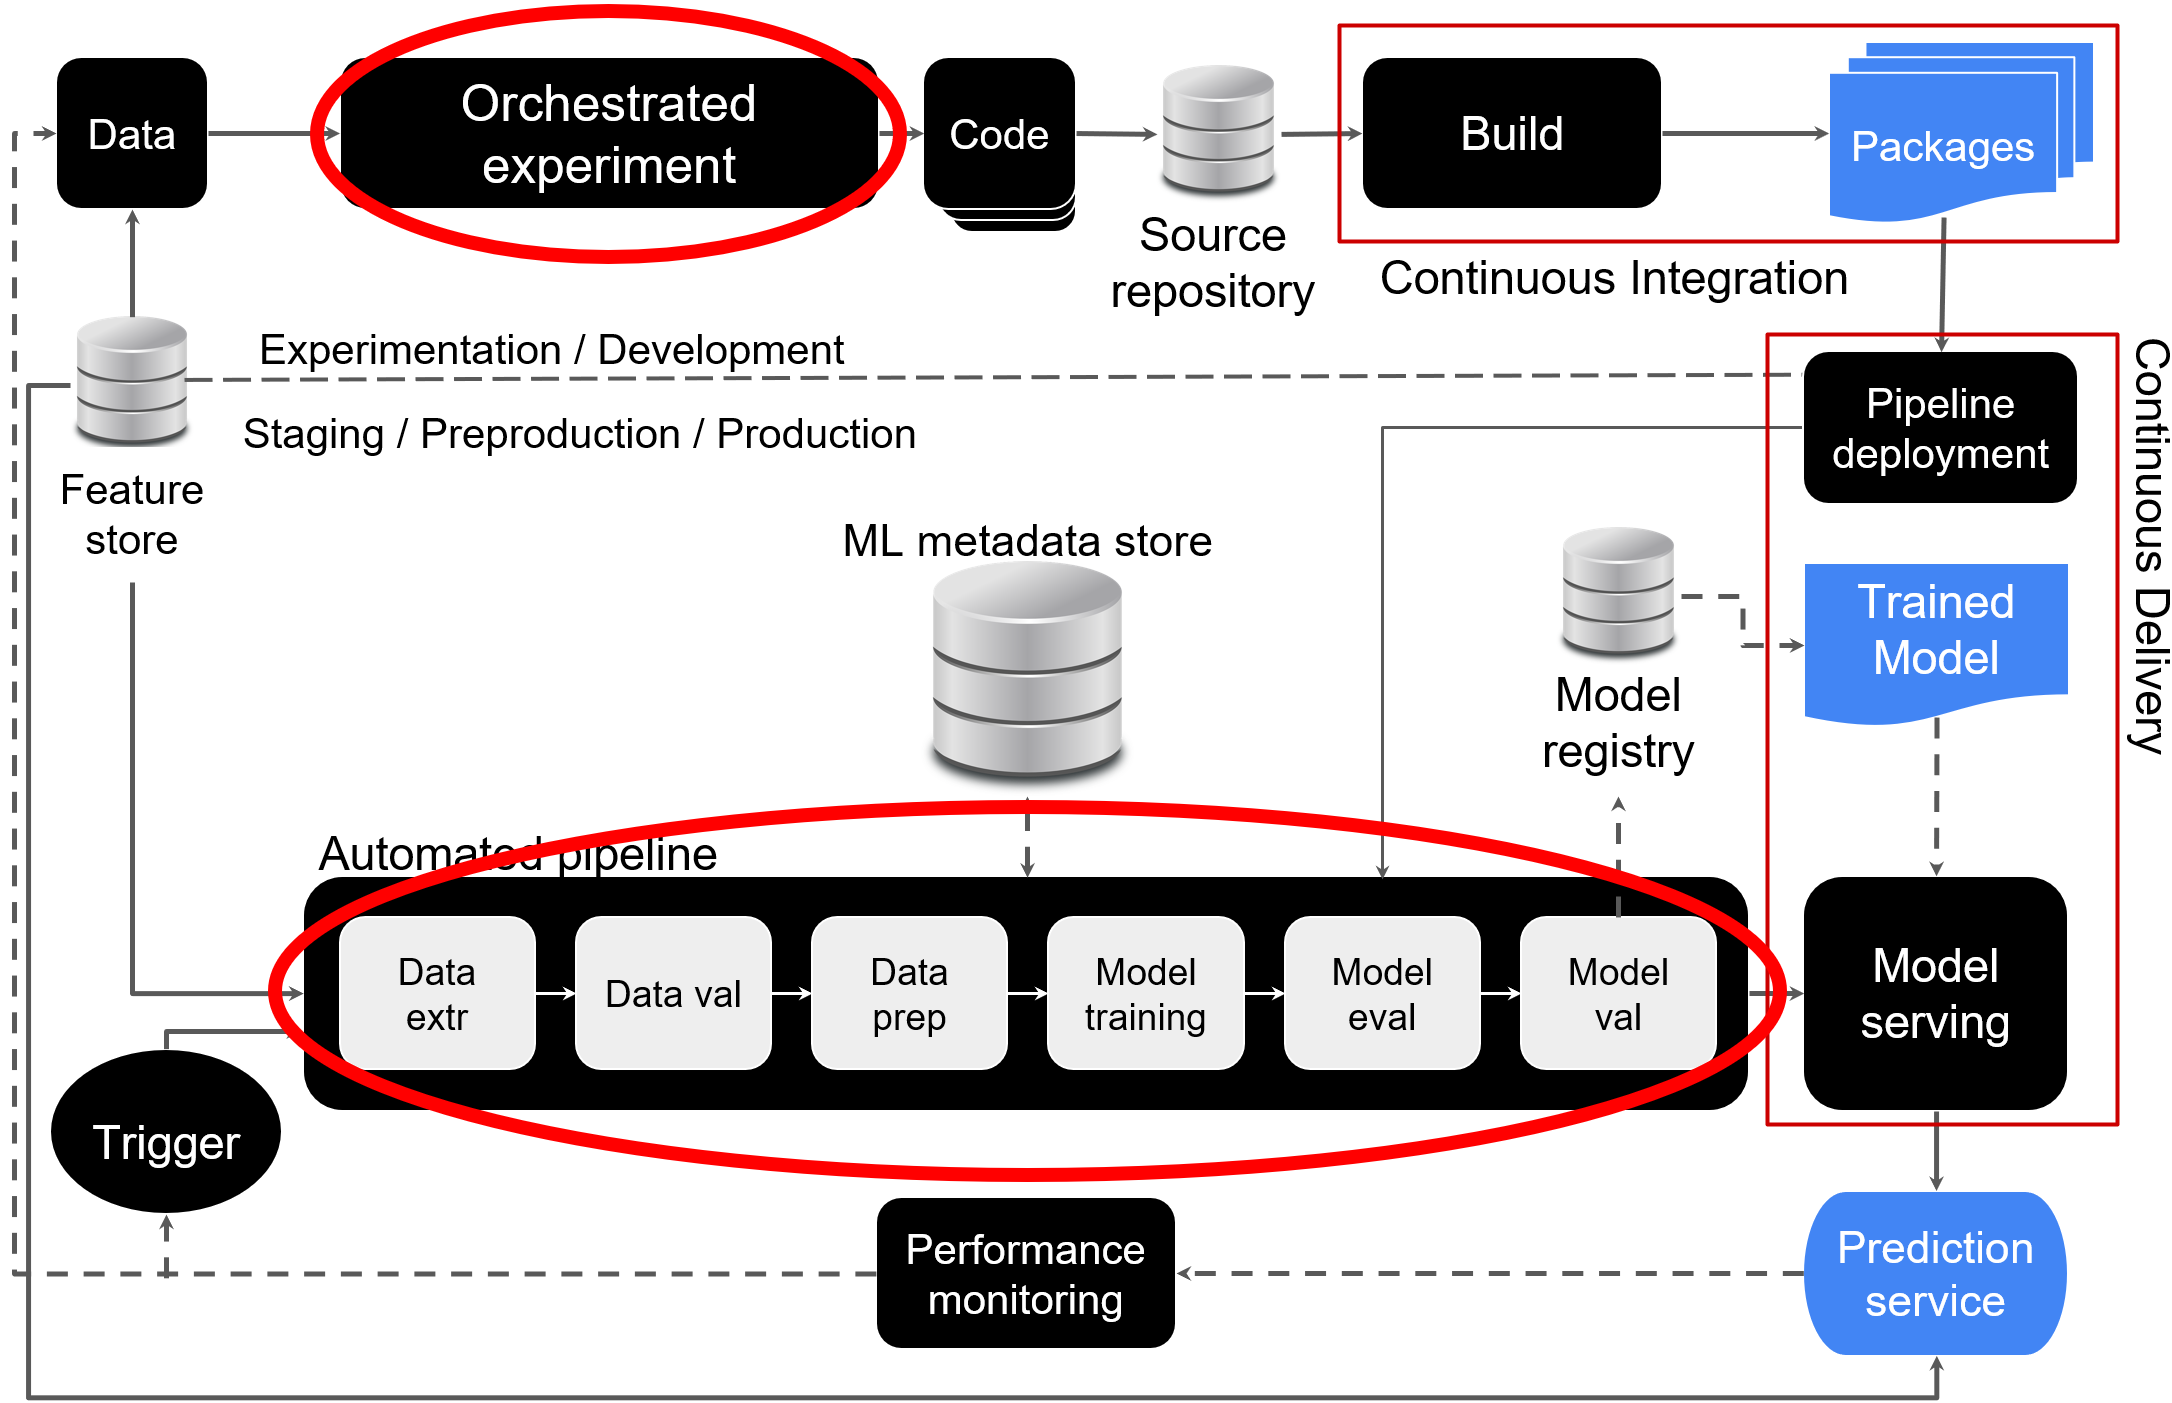 Data
Orchestrated
experiment
Code
Source
repository
Build
Packages
Continuous Integration
Experimentation / Development
Staging / Preproduction / Production
Feature
store
Pipeline
deployment
Continuous Delivery
ML metadata store
Model
registry
Trained
Model
Automated pipeline
Data
extr
Data val
Data
prep
Model
training
Model
eval
Model
val
Model
serving
Trigger
Performance
monitoring
Prediction
service